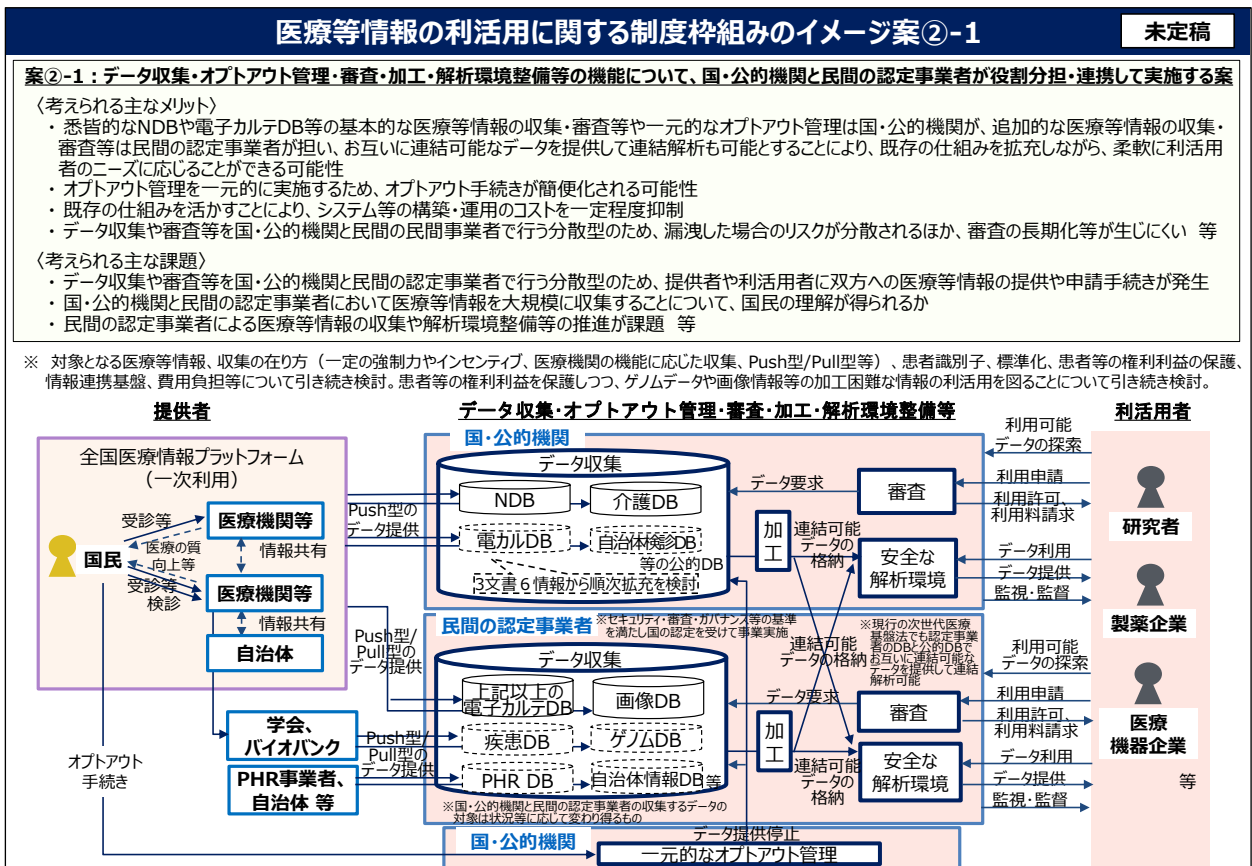 医療等情報の利活用に関する制度枠組みのイメージ案②-1
未定稿
案②-1：データ収集・オプトアウト管理・審査・加工・解析環境整備等の機能について、国・公的機関と民間の認定事業者が役割分担・連携して実施する案
〈考えられる主なメリット〉
・悉皆的なNDBや電子カルテDB等の基本的な医療等情報の収集・審査等や一元的なオプトアウト管理は国・公的機関が、追加的な医療等情報の収集・
審査等は民間の認定事業者が担い、お互いに連結可能なデータを提供して連結解析も可能とすることにより、既存の仕組みを拡充しながら、柔軟に利活用
者のニーズに応じることができる可能性
・オプトアウト管理を一元的に実施するため、オプトアウト手続きが簡便化される可能性
・既存の仕組みを活かすことにより、システム等の構築・運用のコストを一定程度抑制
・データ収集や審査等を国・公的機関と民間の民間事業者で行う分散型のため、漏洩した場合のリスクが分散されるほか、審査の長期化等が生じにくい 等
〈考えられる主な課題〉
・データ収集や審査等を国・公的機関と民間の認定事業者で行う分散型のため、提供者や利活用者に双方への医療等情報の提供や申請手続きが発生
・国・公的機関と民間の認定事業者において医療等情報を大規模に収集することについて、国民の理解が得られるか
・民間の認定事業者による医療等情報の収集や解析環境整備等の推進が課題 等
※ 対象となる医療等情報、収集の在り方（一定の強制力やインセンティブ、医療機関の機能に応じた収集、Push型/Pull型等）、患者識別子、標準化、患者等の権利利益の保護、
情報連携基盤、費用負担等について引き続き検討。患者等の権利利益を保護しつつ、ゲノムデータや画像情報等の加工困難な情報の利活用を図ることについて引き続き検討。
提供者
データ収集・オプトアウト管理・審査・加工・解析環境整備等
利活用者
全国医療情報プラットフォーム
（一次利用）
受診等
医療機関等
国民
医療の質
向上等
情報共有
受診等
検診
医療機関等
情報共有
自治体
学会、
バイオバンク
PHR事業者、
自治体 等
オプトアウト
手続き
Push型の
データ提供
Push型/
Pull型の
データ提供
Push型/
Pull型の
データ提供
国・公的機関
データ収集
NDB
介護DB
電カルDB
自治体検診DB
等の公的DB
3文書６情報から順次拡充を検討
データ要求
審査
加工
連結可能
データの
格納
安全な
解析環境
民間の認定事業者
※セキュリティ・審査・ガバナンス等の基準
を満たし国の認定を受けて事業実施
データ収集
上記以上の
電子カルテDB
画像DB
疾患DB
ゲノムDB
PHR DB
自治体情報DB
等
※国・公的機関と民間の認定事業者の収集するデータの
対象は状況等に応じて変わり得るもの
連結可能
データの格納
※現行の次世代医療
基盤法でも認定事業
者のDBと公的DBで
お互いに連結可能な
データを提供して連結
解析可能
データ要求
審査
加工
連結可能
データの
格納
安全な
解析環境
国・公的機関
データ提供停止
一元的なオプトアウト管理
利用可能
データの探索
利用申請
利用許可、
利用料請求
データ利用
データ提供
監視・監督
利用可能
データの探索
利用申請
利用許可、
利用料請求
データ利用
データ提供
監視・監督
研究者
製薬企業
医療
機器企業
等